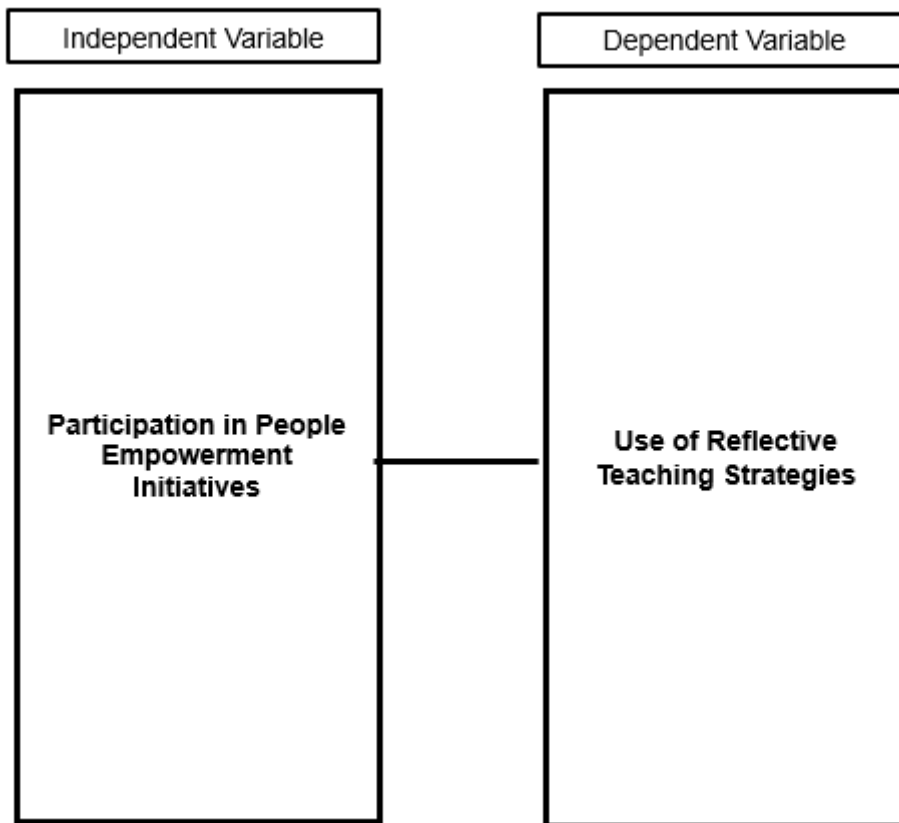 Independent Variable
Dependent Variable
Participation in People
Empowerment
Initiatives
Use of Reflective
Teaching Strategies